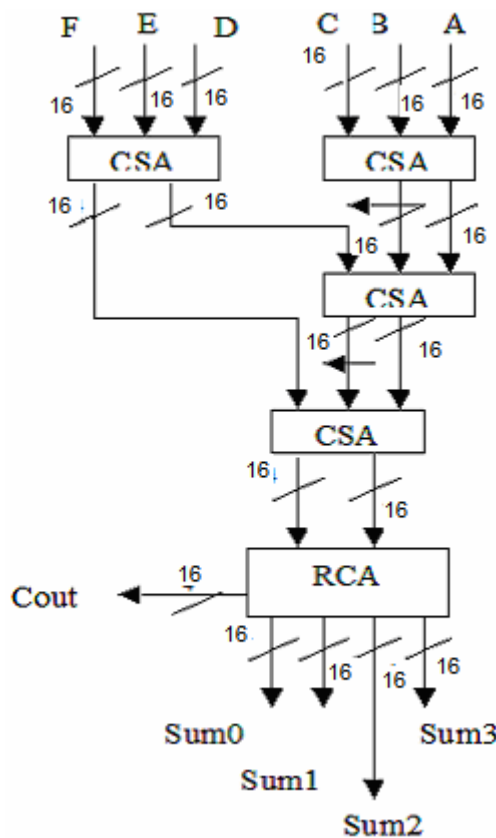 F E D C B A
16
16 16 16 16 16
CSA CSA
16 16 16
16
CSA
16 16
CSA
16 16
16 RCA
Cout
16 16 16 16
Sum0 Sum3
Sum1
Sum2